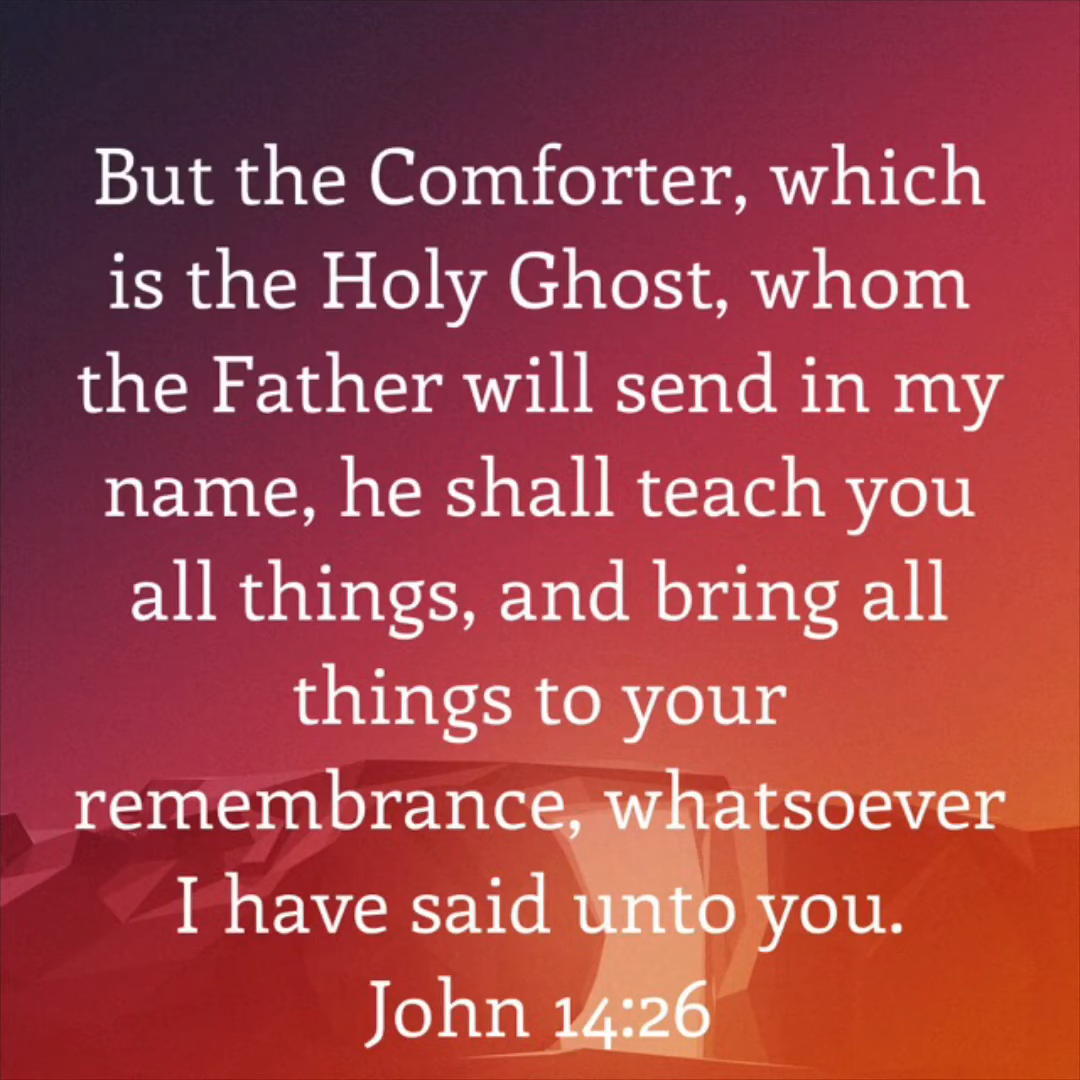 But the Comforter, which
is the Holy Ghost, whom
the Father will send in my
name, he shall teach you
all things, and bring all
things to your
remembrance, whatsoever
I have said unto you.
John 14:26